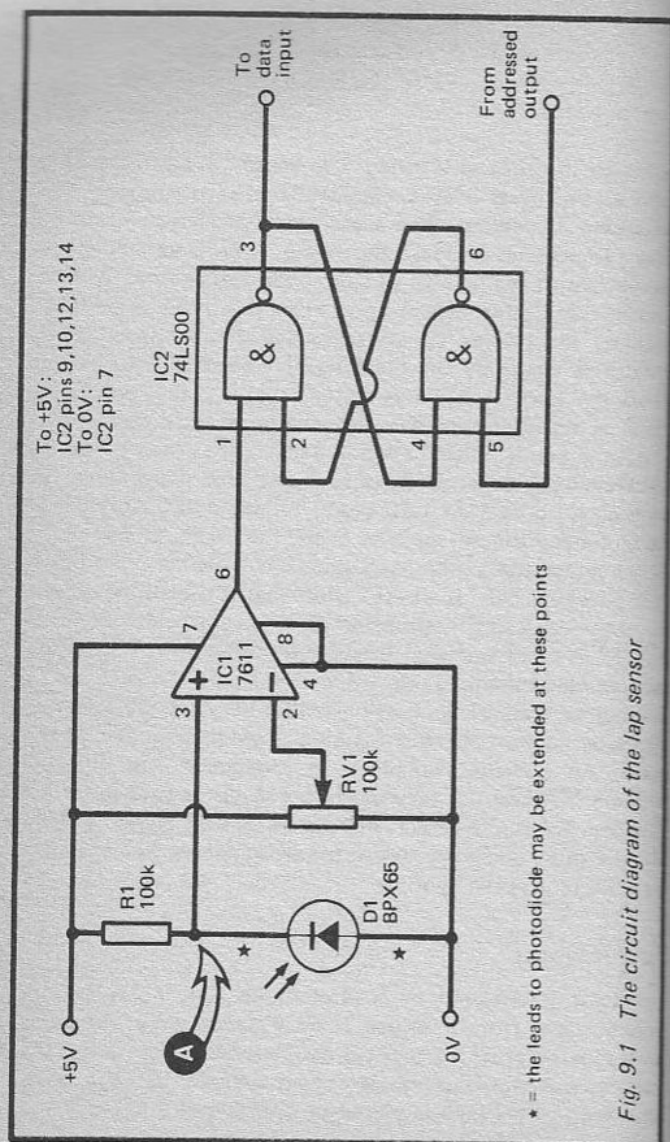 +5V
A
R1
100k
D1
BPX65
RV1
100k
0V
3
2
+
−
IC1
7611
7
4
8
6
To +5V:
IC2 pins 9,10,12,13,14
To 0V:
IC2 pin 7
IC2
74LS00
1
2
&
3
4
5
&
6
To
data
input
From
addressed
output
* = the leads to photodiode may be extended at these points
*
*
Fig. 9.1 The circuit diagram of the lap sensor